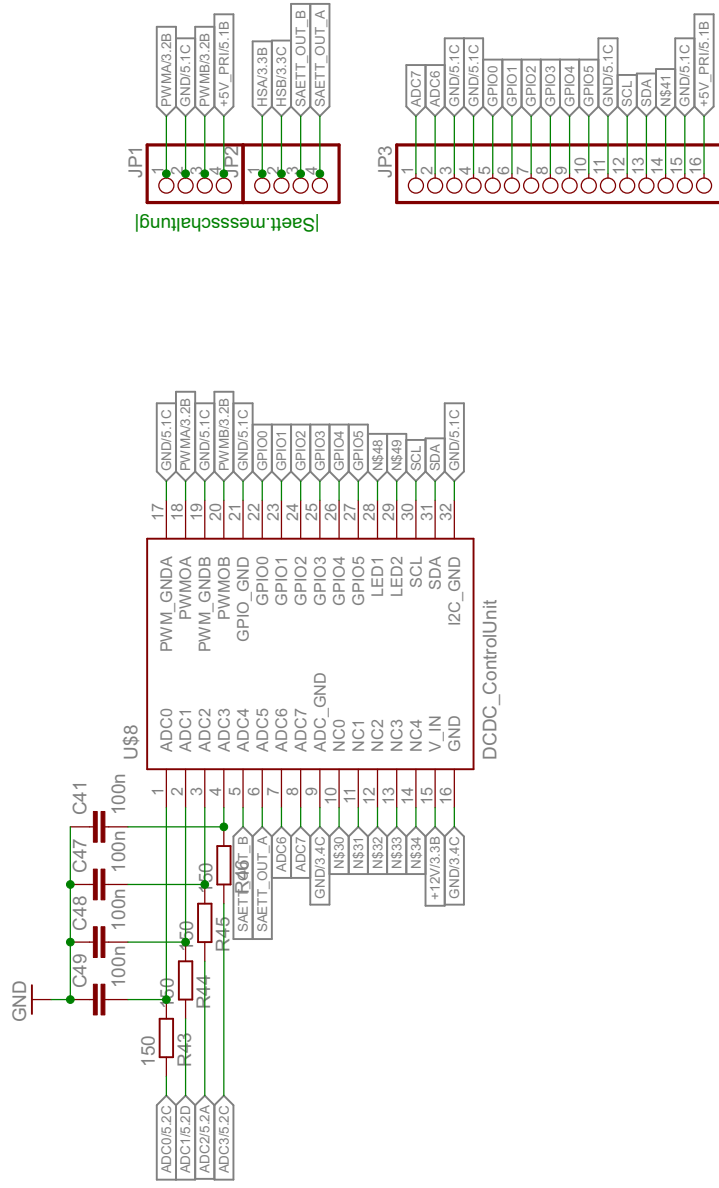 JP1
1
2
3
4
PWMA/3.2B
GND/5.1C
PWMB/3.2B
+5V_PRI/5.1B
JP2
1
2
3
4
HSA/3.3B
HSB/3.3C
SAETT_OUT_B
SAETT_OUT_A
|Saett.messschaltung|
JP3
1
2
3
4
5
6
7
8
9
10
11
12
13
14
15
16
ADC7
ADC6
GND/5.1C
GND/5.1C
GPIO0
GPIO1
GPIO2
GPIO3
GPIO4
GPIO5
GND/5.1C
SCL
SDA
N$41
GND/5.1C
+5V_PRI/5.1B
GND/5.1C
PWMA/3.2B
GND/5.1C
PWMB/3.2B
GND/5.1C
GPIO0
GPIO1
GPIO2
GPIO3
GPIO4
GPIO5
N$48
N$49
SCL
SDA
GND/5.1C
17
18
19
20
21
22
23
24
25
26
27
28
29
30
31
32
PWM_GNDA
PWMOA
PWM_GNDB
PWMOB
GPIO_GND
GPIO0
GPIO1
GPIO2
GPIO3
GPIO4
GPIO5
LED1
LED2
SCL
SDA
I2C_GND
U$8
DCDC_ControlUnit
ADC0
ADC1
ADC2
ADC3
ADC4
ADC5
ADC6
ADC7
ADC_GND
NC0
NC1
NC2
NC3
NC4
V_IN
GND
1
2
3
4
5
6
7
8
9
10
11
12
13
14
15
16
SAETT_OUT_B
SAETT_OUT_A
ADC6
ADC7
GND/3.4C
N$30
N$31
N$32
N$33
N$34
+12V/3.3B
GND/3.4C
C41
100n
C47
100n
C48
100n
C49
100n
GND
150
R46
150
R45
150
R44
150
R43
ADC0/5.2C
ADC1/5.2D
ADC2/5.2A
ADC3/5.2C